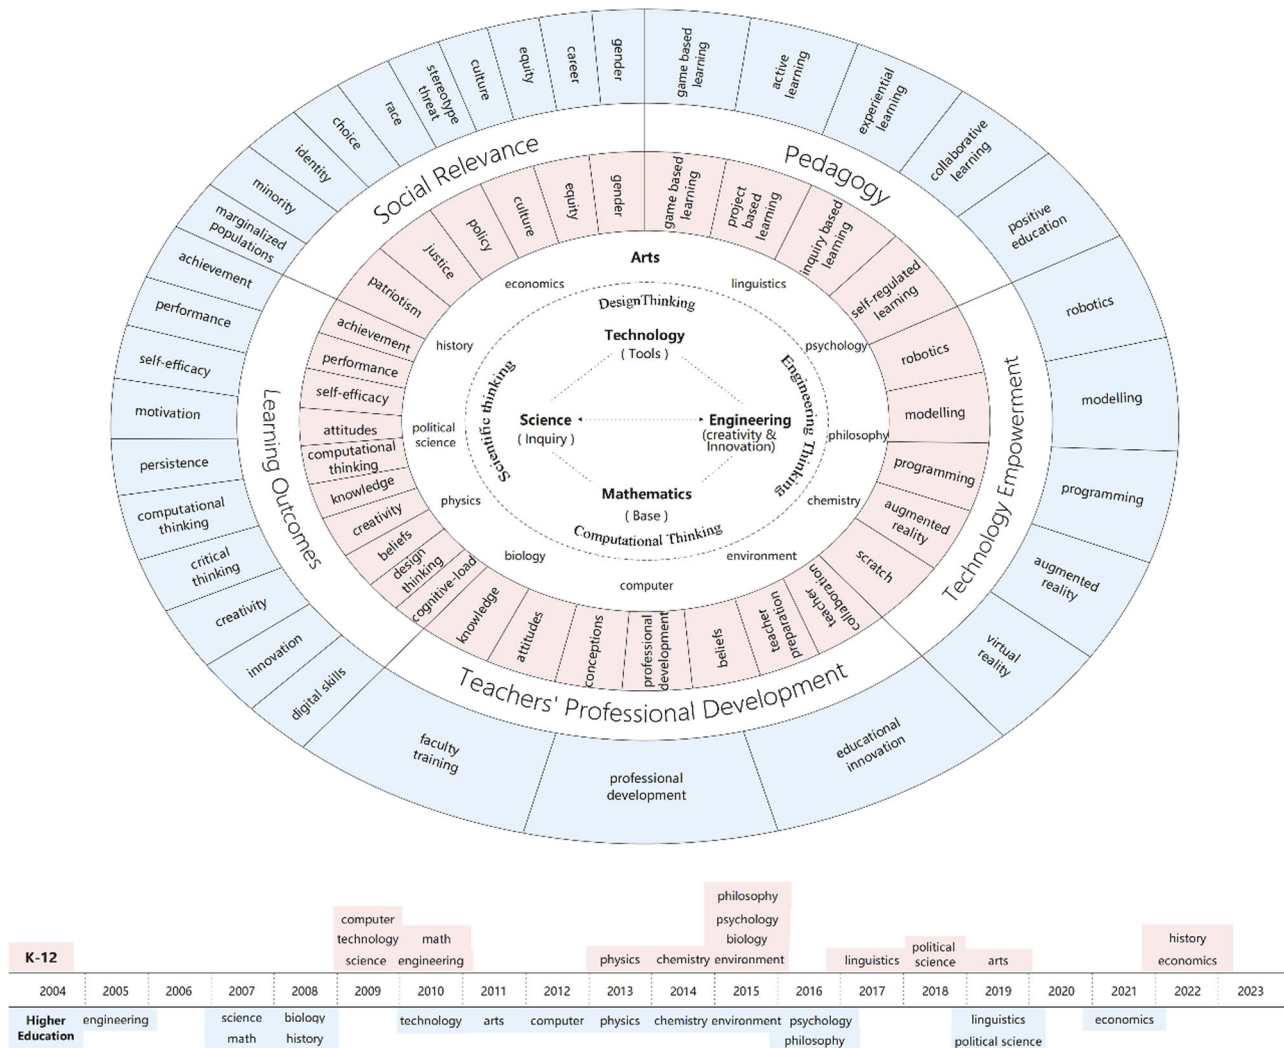 gender
career
equity
culture
stereotype
threat
race
choice
identity
minority
marginalized
populations
game based
learning
active
learning
experiential
learning
collaborative
learning
positive
education
robotics
modelling
programming
augmented
reality
virtual
reality
educational
innovation
professional
development
faculty
training
digital skills
innovation
creativity
critical
thinking
computational
thinking
persistence
motivation
self-efficacy
performance
achievement
Social Relevance
Pedagogy
Technology Empowerment
Teachers' Professional Development
Learning Outcomes
gender
equity
culture
policy
justice
patriotism
game based
learning
project
based
learning
inquiry based
learning
self-regulated
learning
robotics
modelling
programming
augmented
reality
scratch
teacher
collaboration
teacher
preparation
beliefs
professional
development
conceptions
attitudes
knowledge
cognitive-load
design
thinking
beliefs
creativity
knowledge
computational
thinking
attitudes
self-efficacy
performance
achievement
Arts
economics
linguistics
history
psychology
political
science
philosophy
physics
chemistry
biology
environment
computer
DesignThinking
Scientific thinking
Engineering Thinking
Computational Thinking
Technology
( Tools )
Science
( Inquiry )
Engineering
(creativity &
Innovation)
Mathematics
( Base )
philosophy
computer
psychology
history
technology
math
biology
political
science
K-12
science
engineering
physics
chemistry
environment
linguistics
arts
economics
2004 2005 2006 2007 2008 2009 2010 2011 2012 2013 2014 2015 2016 2017 2018 2019 2020 2021 2022 2023
Higher
Education
engineering
science
math
biology
history
technology
arts
computer
physics
chemistry
environment
psychology
philosophy
linguistics
political science
economics